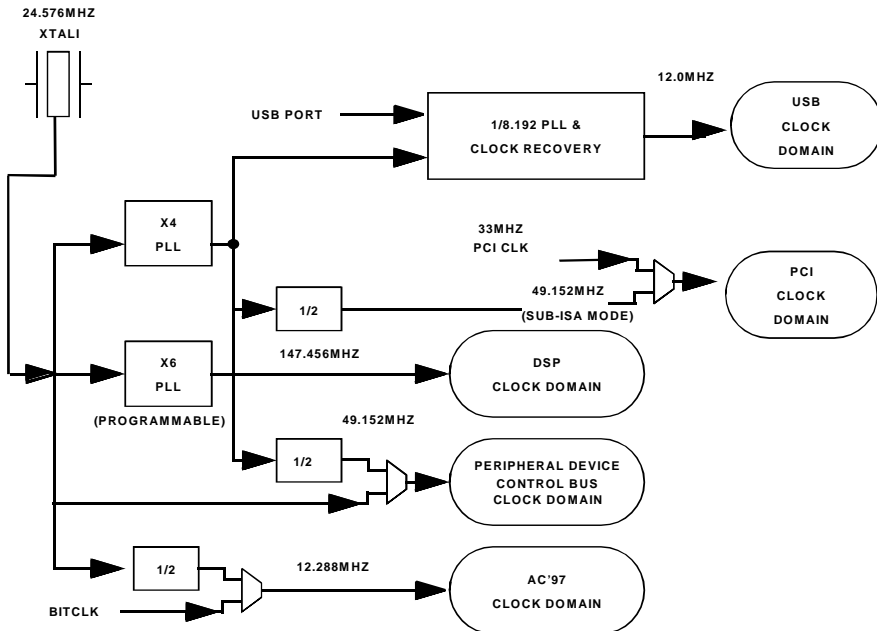 24.576MHZ
XTALI
12.0MHZ
USB PORT
1/8.192 PLL &
CLOCK RECOVERY
USB
CLOCK
DOMAIN
X4
PLL
33MHZ
PCI CLK
49.152MHZ
(SUB-ISA MODE)
1/2
PCI
CLOCK
DOMAIN
X6
PLL
(PROGRAMMABLE)
147.456MHZ
DSP
CLOCK DOMAIN
49.152MHZ
1/2
PERIPHERAL DEVICE
CONTROL BUS
CLOCK DOMAIN
1/2
12.288MHZ
BITCLK
AC'97
CLOCK DOMAIN